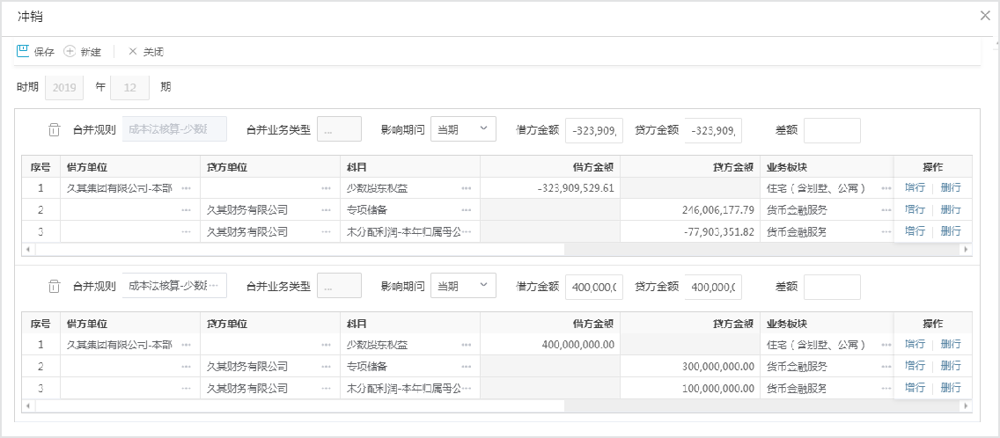 冲销
保存 新建 关闭
时期 2019 年 12 期
合并规则 成本法核算-少数 合并业务类型 ... 影响期间 当期 借方金额 -323,909, 贷方金额 -323,909, 差额
序号 借方单位 贷方单位 科目 借方金额 贷方金额 业务板块 操作
1 久其集团有限公司-本部 ··· ··· 少数股东权益 ··· -323,909,529.61 住宅（含别墅、公寓） ··· 增行 删行
2 ··· 久其财务有限公司 ··· 专项储备 ··· 246,006,177.79 货币金融服务 ··· 增行 删行
3 ··· 久其财务有限公司 ··· 未分配利润-本年归属母公··· -77,903,351.82 货币金融服务 ··· 增行 删行
合并规则 成本法核算-少数··· 合并业务类型 ... 影响期间 当期 借方金额 400,000,0 贷方金额 400,000,0 差额
序号 借方单位 贷方单位 科目 借方金额 贷方金额 业务板块 操作
1 久其集团有限公司-本部 ··· ··· 少数股东权益 ··· 400,000,000.00 住宅（含别墅、公寓） ··· 增行 删行
2 ··· 久其财务有限公司 ··· 专项储备 ··· 300,000,000.00 货币金融服务 ··· 增行 删行
3 ··· 久其财务有限公司 ··· 未分配利润-本年归属母公··· 100,000,000.00 货币金融服务 ··· 增行 删行